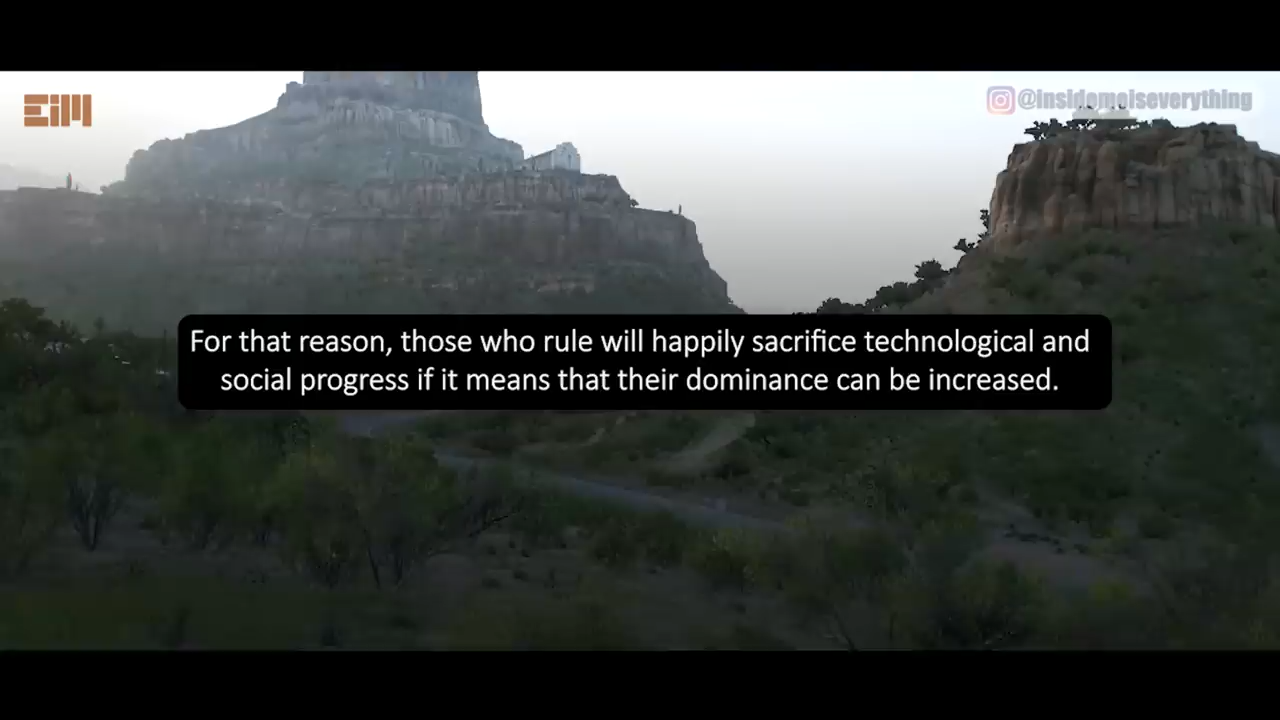 EiM
@insidemeiseverything
For that reason, those who rule will happily sacrifice technological and
social progress if it means that their dominance can be increased.